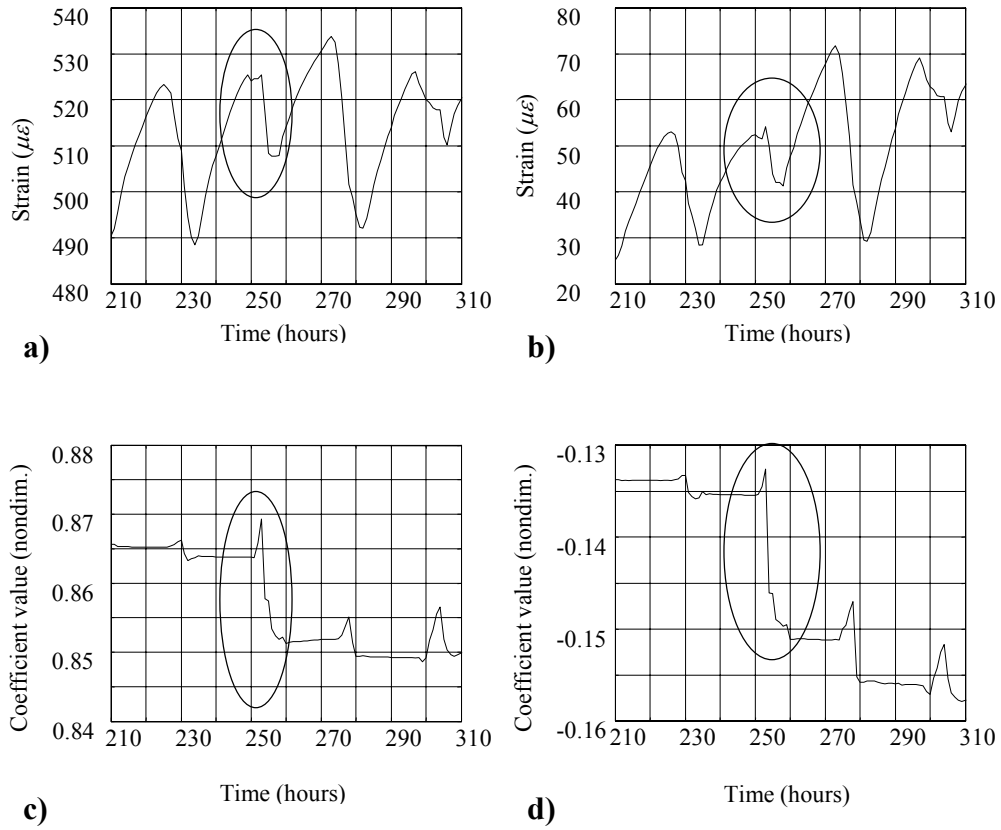 540
530
520
510
500
490
480
Strain (με)
210 230 250 270 290 310
Time (hours)
a)
80
70
60
50
40
30
20
Strain (με)
210 230 250 270 290 310
Time (hours)
b)
0.88
0.87
0.86
0.85
0.84
Coefficient value (nondim.)
210 230 250 270 290 310
Time (hours)
c)
-0.13
-0.14
-0.15
-0.16
Coefficient value (nondim.)
210 230 250 270 290 310
Time (hours)
d)